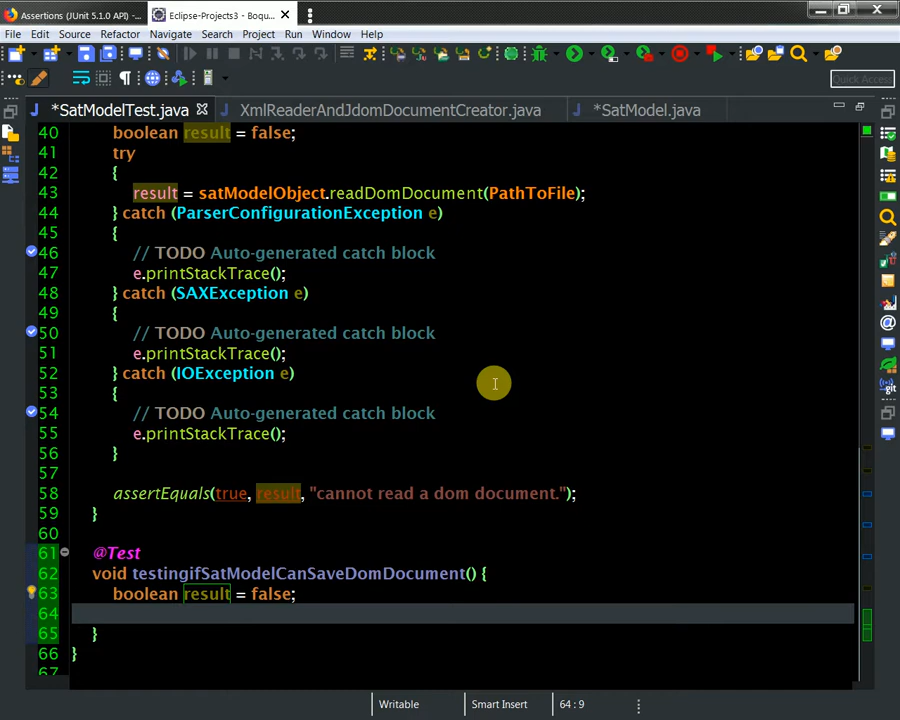 Assertions (JUnit 5.1.0 API) -
Eclipse-Projects3 - Boqu...
File Edit Source Refactor Navigate Search Project Run Window Help
Quick Access
*SatModelTest.java XmlReaderAndJdomDocumentCreator.java *SatModel.java
40 boolean result = false;
41 try
42 {
43 result = satModelObject.readDomDocument(PathToFile);
44 } catch (ParserConfigurationException e)
45 {
46 // TODO Auto-generated catch block
47 e.printStackTrace();
48 } catch (SAXException e)
49 {
50 // TODO Auto-generated catch block
51 e.printStackTrace();
52 } catch (IOException e)
53 {
54 // TODO Auto-generated catch block
55 e.printStackTrace();
56 }
57
58 assertEquals(true, result, "cannot read a dom document.");
59 }
60
61 @Test
62 void testingifSatModelCanSaveDomDocument() {
63 boolean result = false;
64
65 }
66 }
67
Writable Smart Insert 64 : 9